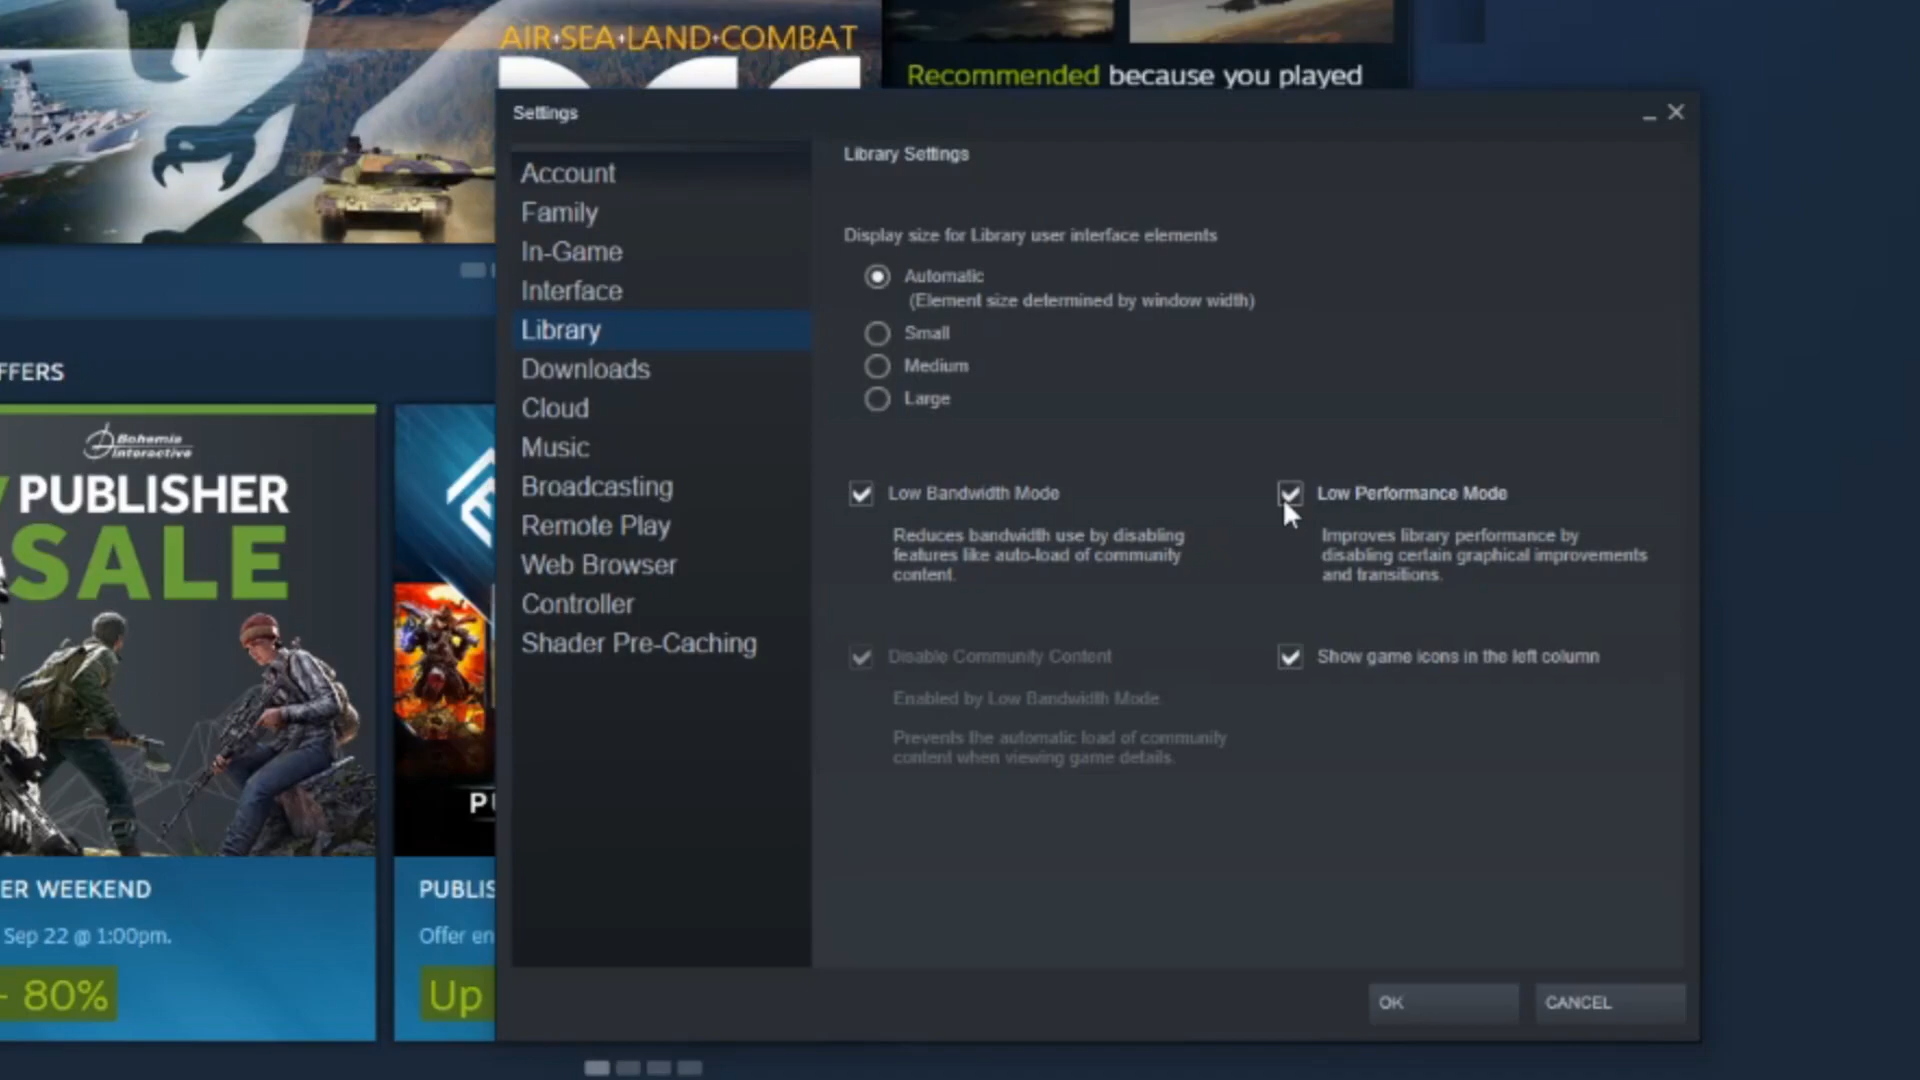 AIR·SEA·LAND·COMBAT
Recommended because you played
Settings
Account
Family
In-Game
Interface
Library
Downloads
Cloud
Music
Broadcasting
Remote Play
Web Browser
Controller
Shader Pre-Caching
Library Settings
Display size for Library user interface elements
Automatic
(Element size determined by window width)
Small
Medium
Large
Low Bandwidth Mode
Reduces bandwidth use by disabling
features like auto-load of community
content.
Low Performance Mode
Improves library performance by
disabling certain graphical improvements
and transitions.
Disable Community Content
Enabled by Low Bandwidth Mode.
Prevents the automatic load of community
content when viewing game details.
Show game icons in the left column
OK
CANCEL
FFERS
Bohemia
Interactive
PUBLISHER
SALE
ER WEEKEND
Sep 22 @ 1:00pm.
- 80%
PUBLIS
Offer en
Up